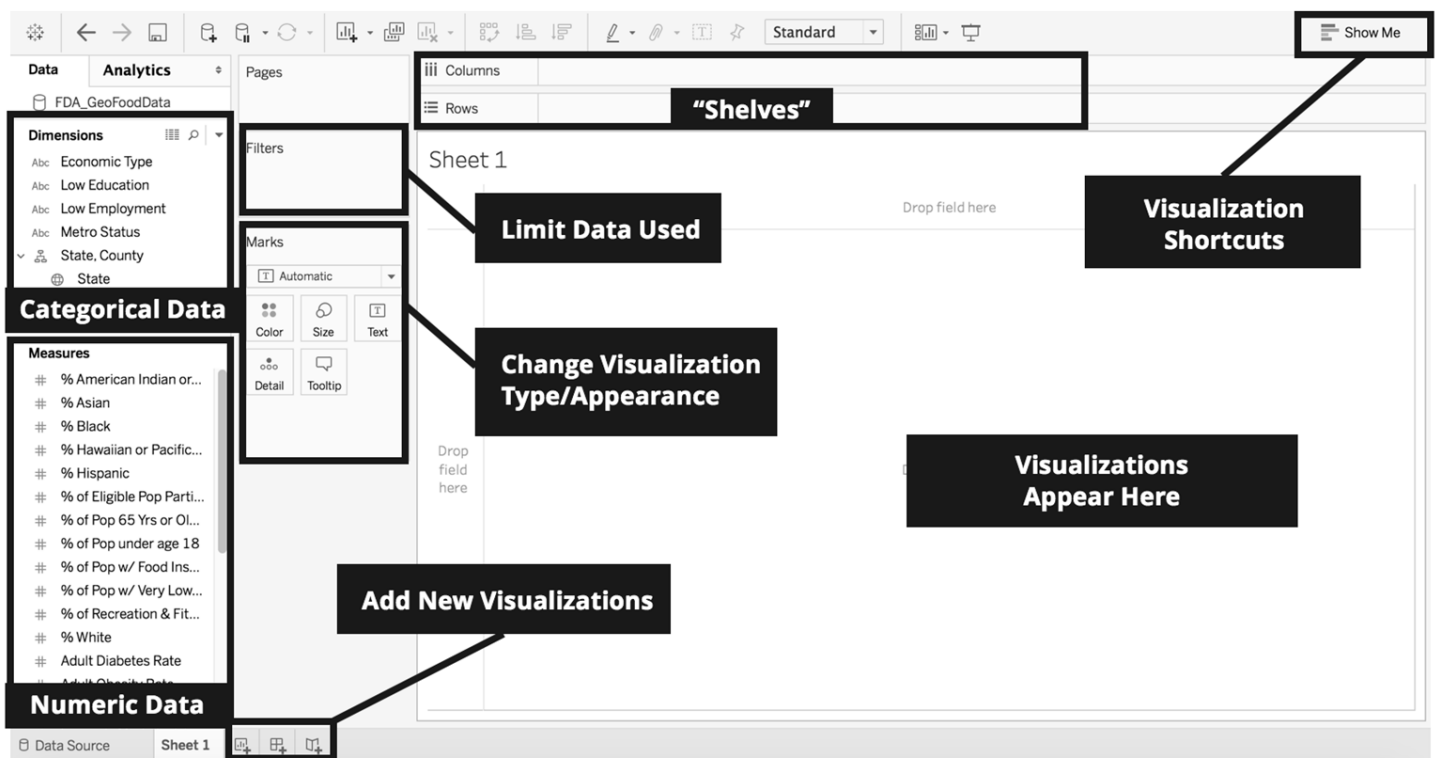 Standard
Show Me
Data
Analytics
Pages
Columns
FDA_GeoFoodData
Rows
“Shelves”
Dimensions
Filters
Sheet 1
Abc Economic Type
Abc Low Education
Abc Low Employment
Abc Metro Status
State, County
State
Categorical Data
Drop field here
Limit Data Used
Visualization
Shortcuts
Marks
Automatic
Color
Size
Text
Detail
Tooltip
Change Visualization
Type/Appearance
Measures
% American Indian or...
% Asian
% Black
% Hawaiian or Pacific...
% Hispanic
% of Eligible Pop Parti...
% of Pop 65 Yrs or Ol...
% of Pop under age 18
% of Pop w/ Food Ins...
% of Pop w/ Very Low...
% of Recreation & Fit...
% White
Adult Diabetes Rate
Adult Obesity Rate
Numeric Data
Drop
field
here
Visualizations
Appear Here
Add New Visualizations
Data Source
Sheet 1